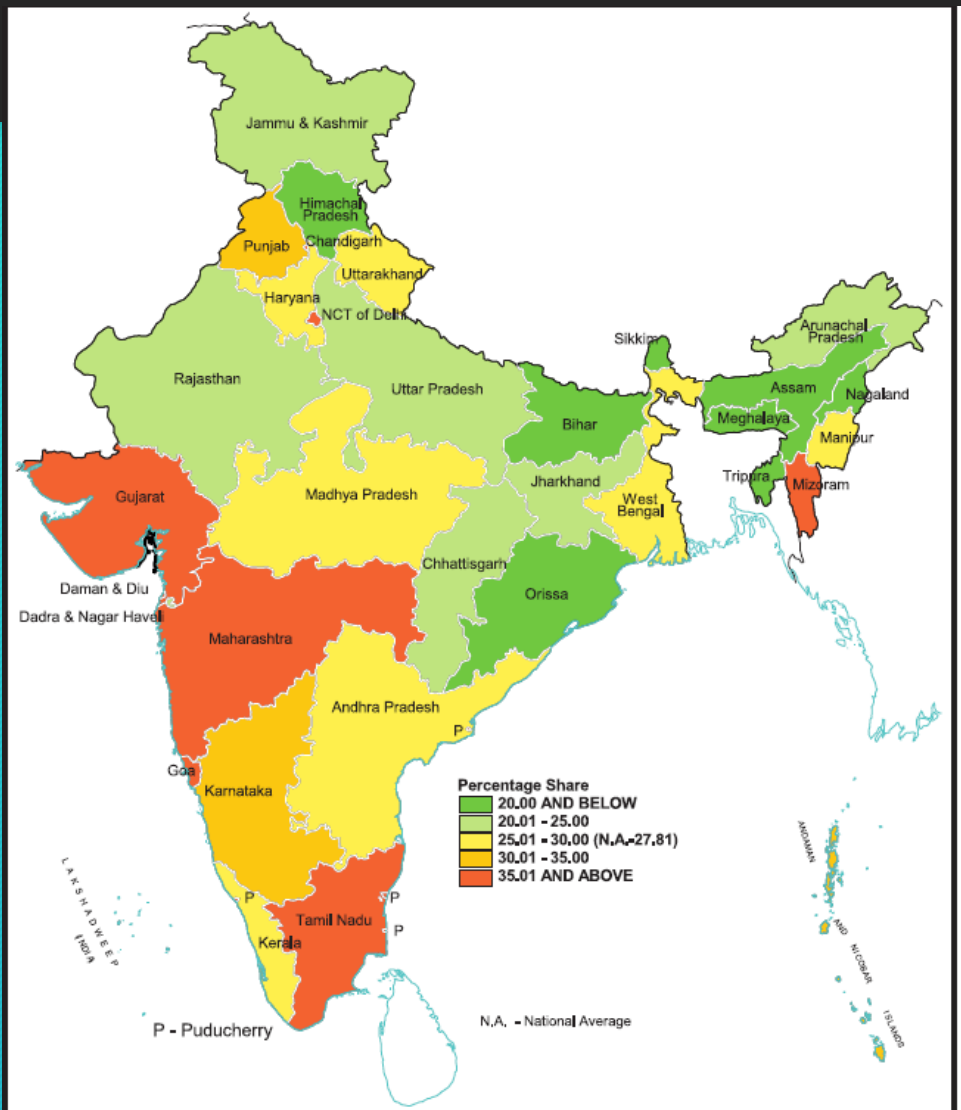 Jammu & Kashmir
Himachal
Pradesh
Punjab
Chandigarh
Uttarakhand
Haryana
NCT of Delhi
Rajasthan
Uttar Pradesh
Sikkim
Arunachal
Pradesh
Assam
Nagaland
Meghalaya
Manipur
Bihar
Tripura
Mizoram
Gujarat
Madhya Pradesh
Jharkhand
West
Bengal
Chhattisgarh
Orissa
Daman & Diu
Dadra & Nagar Haveli
Maharashtra
Andhra Pradesh
P
Goa
Karnataka
Percentage Share
20.00 AND BELOW
20.01 - 25.00
25.01 - 30.00 (N.A.-27.81)
30.01 - 35.00
35.01 AND ABOVE
ANDAMAN
AND
NICOBAR
ISLANDS
LAKSHADWEEP
(INDIA)
P
P
Tamil Nadu
P
Kerala
P - Puducherry
N.A. - National Average